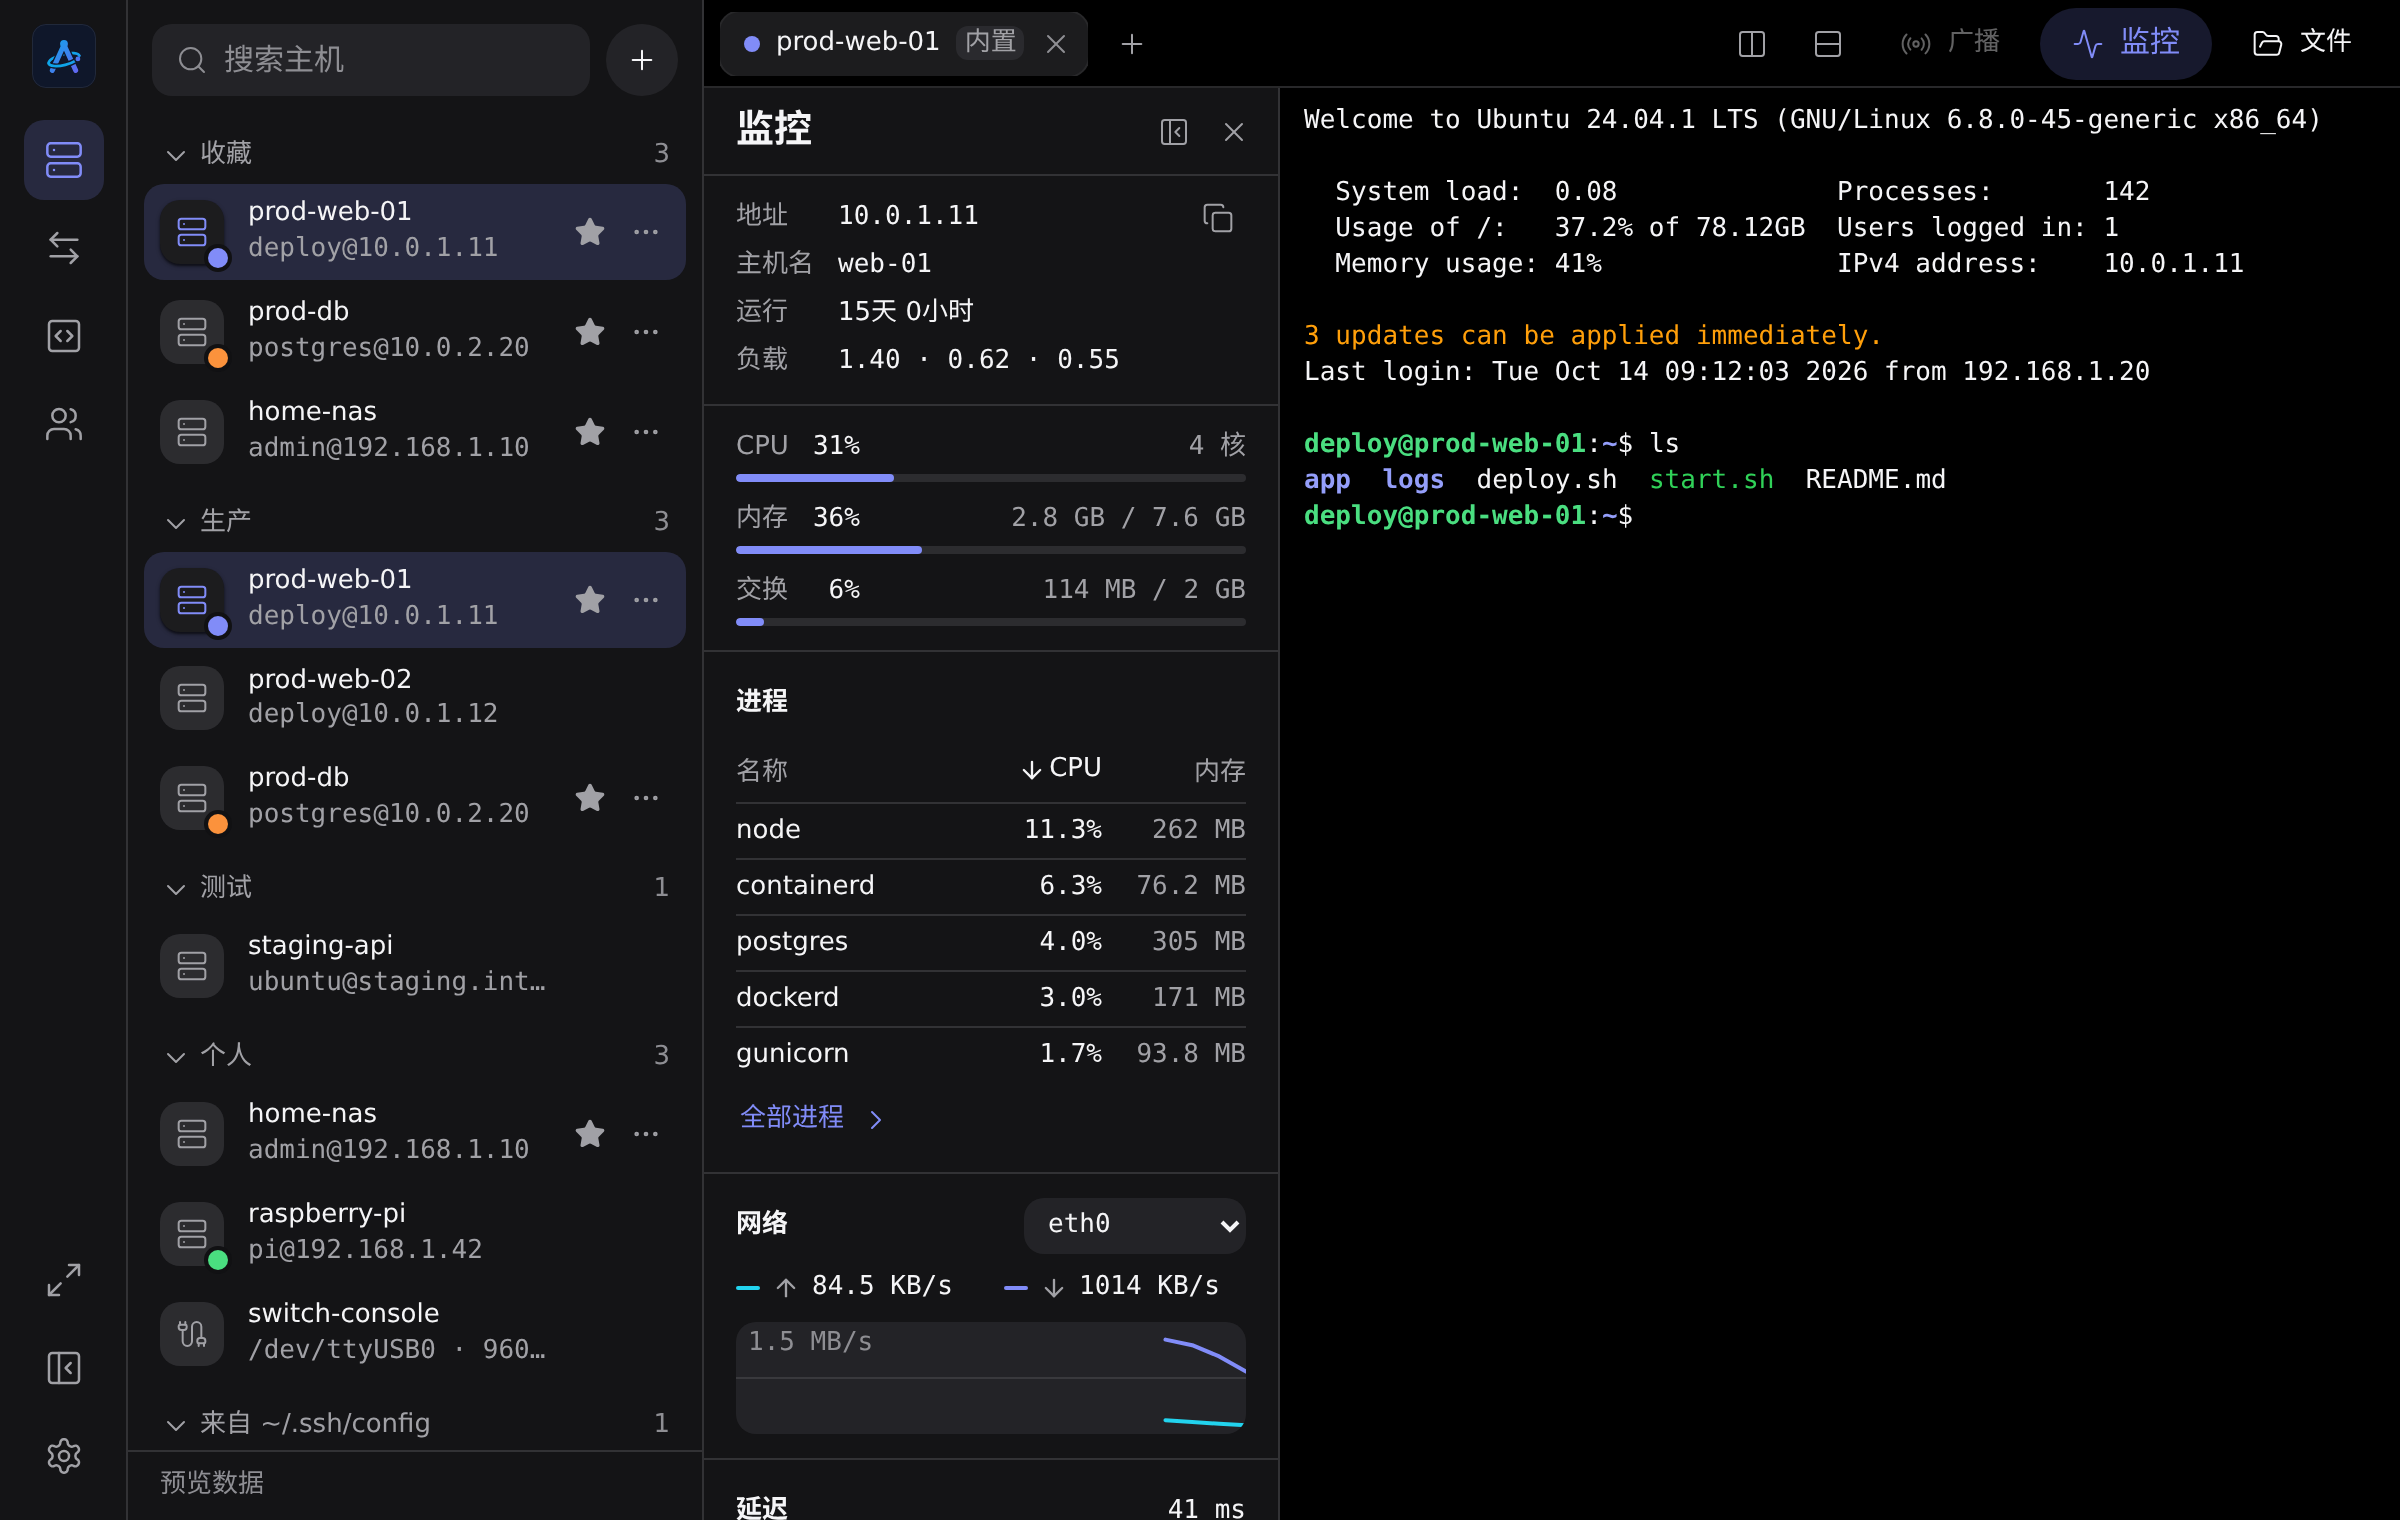 搜索主机
收藏 3
prod-web-01
deploy@10.0.1.11
prod-db
postgres@10.0.2.20
home-nas
admin@192.168.1.10
生产 3
prod-web-01
deploy@10.0.1.11
prod-web-02
deploy@10.0.1.12
prod-db
postgres@10.0.2.20
测试 1
staging-api
ubuntu@staging.int…
个人 3
home-nas
admin@192.168.1.10
raspberry-pi
pi@192.168.1.42
switch-console
/dev/ttyUSB0 · 960…
来自 ~/.ssh/config 1
预览数据
prod-web-01 内置
广播 监控 文件
监控
地址 10.0.1.11
主机名 web-01
运行 15天 0小时
负载 1.40 · 0.62 · 0.55
CPU 31% 4 核
内存 36% 2.8 GB / 7.6 GB
交换 6% 114 MB / 2 GB
进程
名称 CPU 内存
node 11.3% 262 MB
containerd 6.3% 76.2 MB
postgres 4.0% 305 MB
dockerd 3.0% 171 MB
gunicorn 1.7% 93.8 MB
全部进程
网络 eth0
84.5 KB/s 1014 KB/s
1.5 MB/s
延迟 41 ms
Welcome to Ubuntu 24.04.1 LTS (GNU/Linux 6.8.0-45-generic x86_64)
System load: 0.08 Processes: 142
Usage of /: 37.2% of 78.12GB Users logged in: 1
Memory usage: 41% IPv4 address: 10.0.1.11
3 updates can be applied immediately.
Last login: Tue Oct 14 09:12:03 2026 from 192.168.1.20
deploy@prod-web-01:~$ ls
app logs deploy.sh start.sh README.md
deploy@prod-web-01:~$